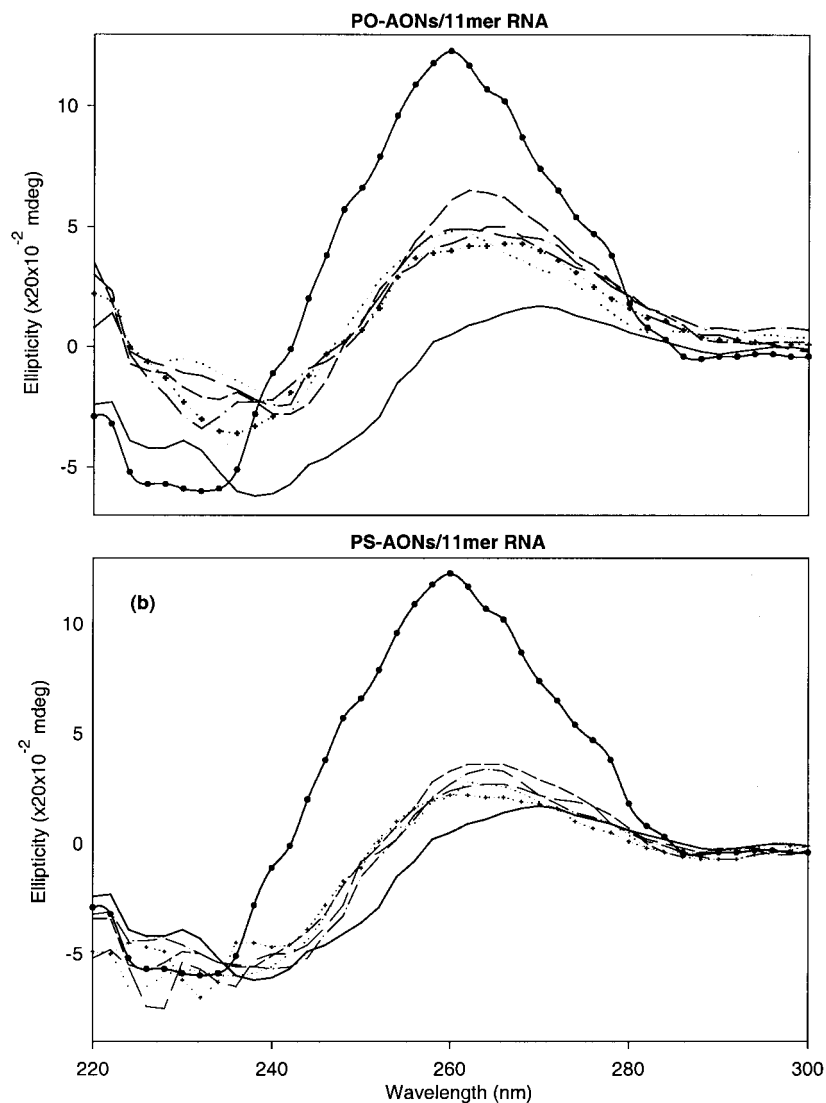 PO-AONs/11mer RNA
10
5
0
-5
Ellipticity (x20x10⁻² mdeg)
PS-AONs/11mer RNA
(b)
10
5
0
-5
Ellipticity (x20x10⁻² mdeg)
220 240 260 280 300
Wavelength (nm)